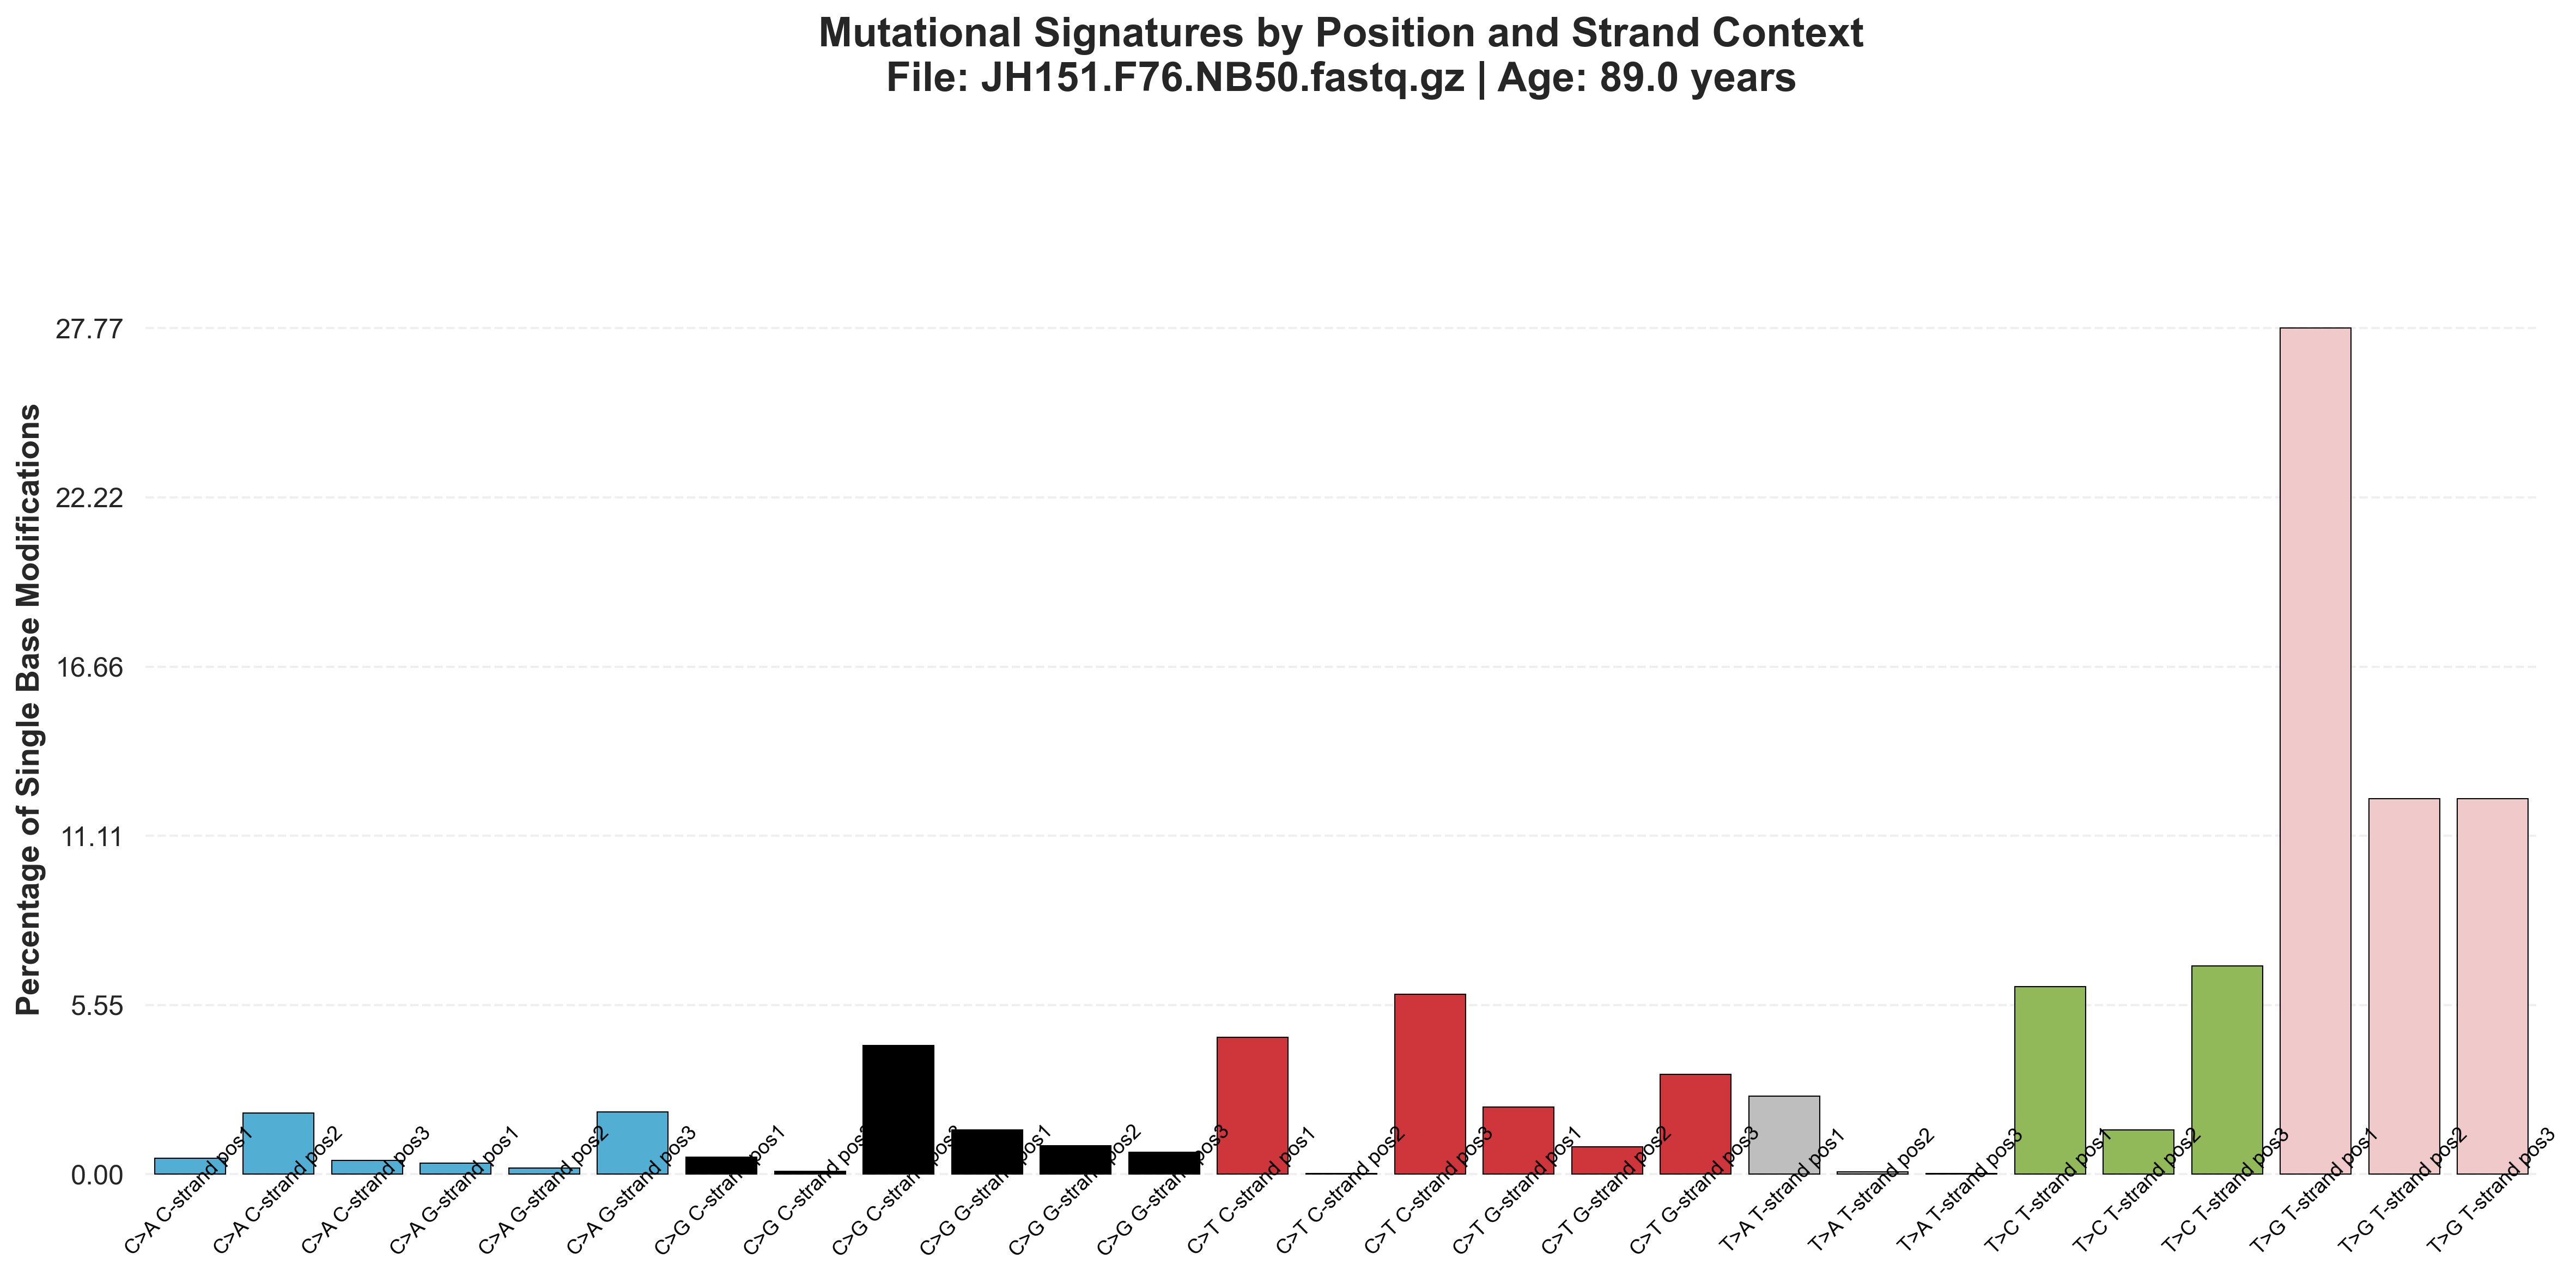 Mutational Signatures by Position and Strand Context
File: JH151.F76.NB50.fastq.gz | Age: 89.0 years
Percentage of Single Base Modifications
27.77
22.22
16.66
11.11
5.55
0.00
C>A C-strand pos1
C>A C-strand pos2
C>A C-strand pos3
C>A G-strand pos1
C>A G-strand pos2
C>A G-strand pos3
C>G C-strand pos1
C>G C-strand pos2
C>G C-strand pos3
C>G G-strand pos1
C>G G-strand pos2
C>G G-strand pos3
C>T C-strand pos1
C>T C-strand pos2
C>T C-strand pos3
C>T G-strand pos1
C>T G-strand pos2
C>T G-strand pos3
T>A T-strand pos1
T>A T-strand pos2
T>A T-strand pos3
T>C T-strand pos1
T>C T-strand pos2
T>C T-strand pos3
T>G T-strand pos1
T>G T-strand pos2
T>G T-strand pos3